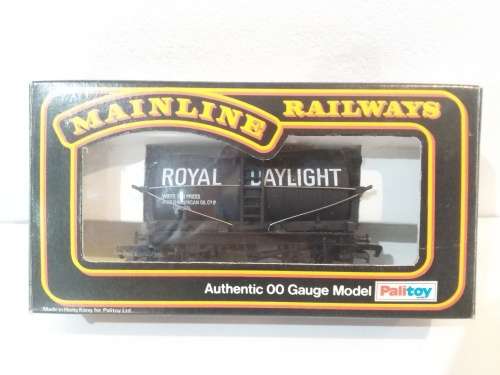 MAINLINE
RAILWAYS
ROYAL DAYLIGHT
Authentic 00 Gauge Model
Palitoy
Made in Hong Kong for Palitoy Ltd.